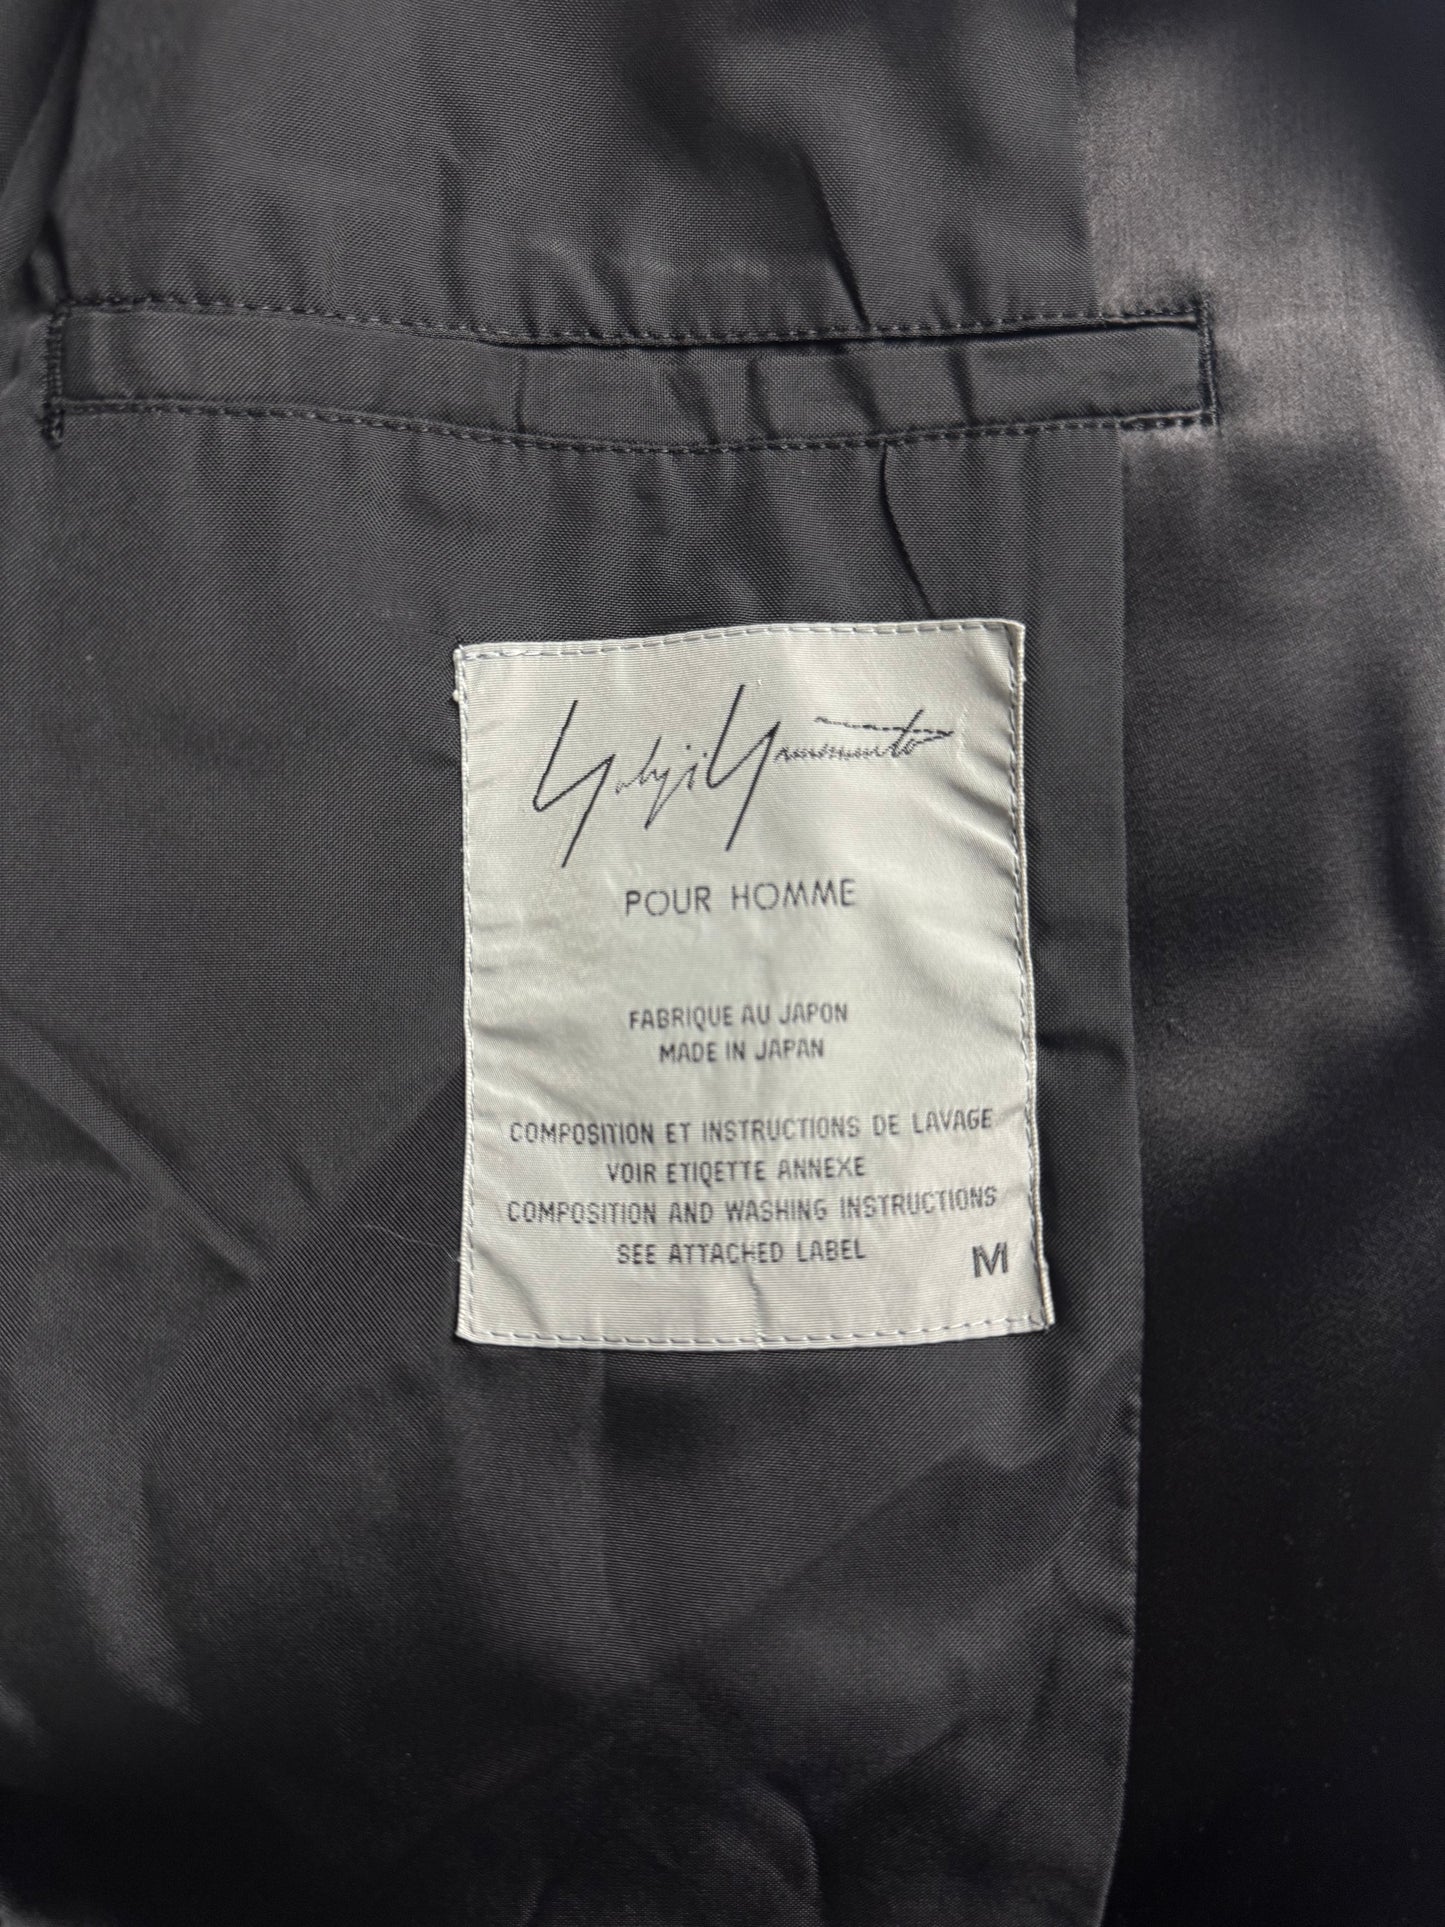 Yohji Yamamoto
POUR HOMME
FABRIQUE AU JAPON
MADE IN JAPAN
COMPOSITION ET INSTRUCTIONS DE LAVAGE
VOIR ETIQETTE ANNEXE
COMPOSITION AND WASHING INSTRUCTIONS
SEE ATTACHED LABEL
M